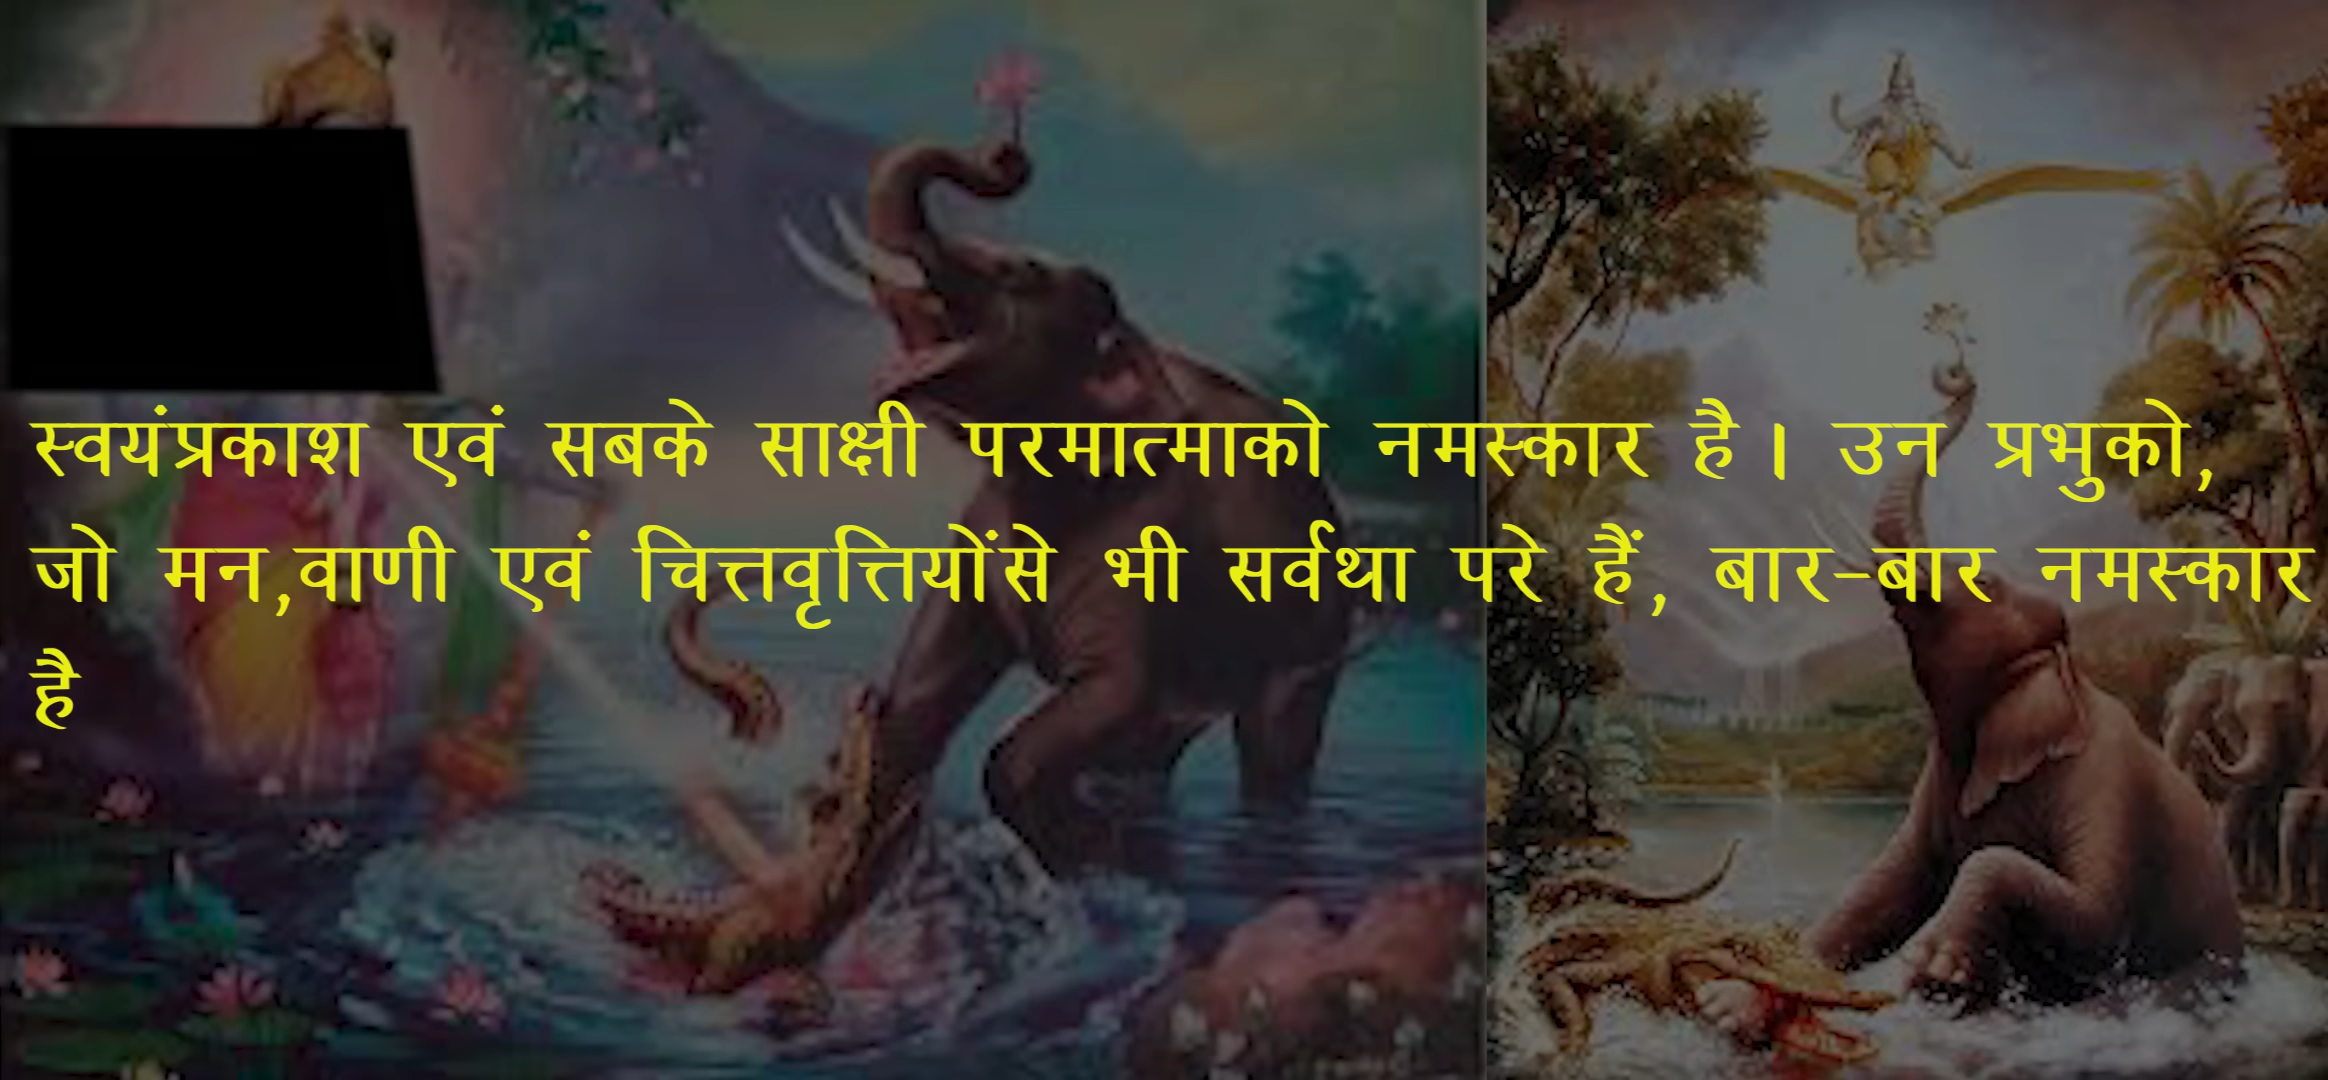 स्वयंप्रकाश एवं सबके साक्षी परमात्माको नमस्कार है। उन प्रभुको,
जो मन,वाणी एवं चित्तवृत्तियोंसे भी सर्वथा परे हैं, बार-बार नमस्कार
है